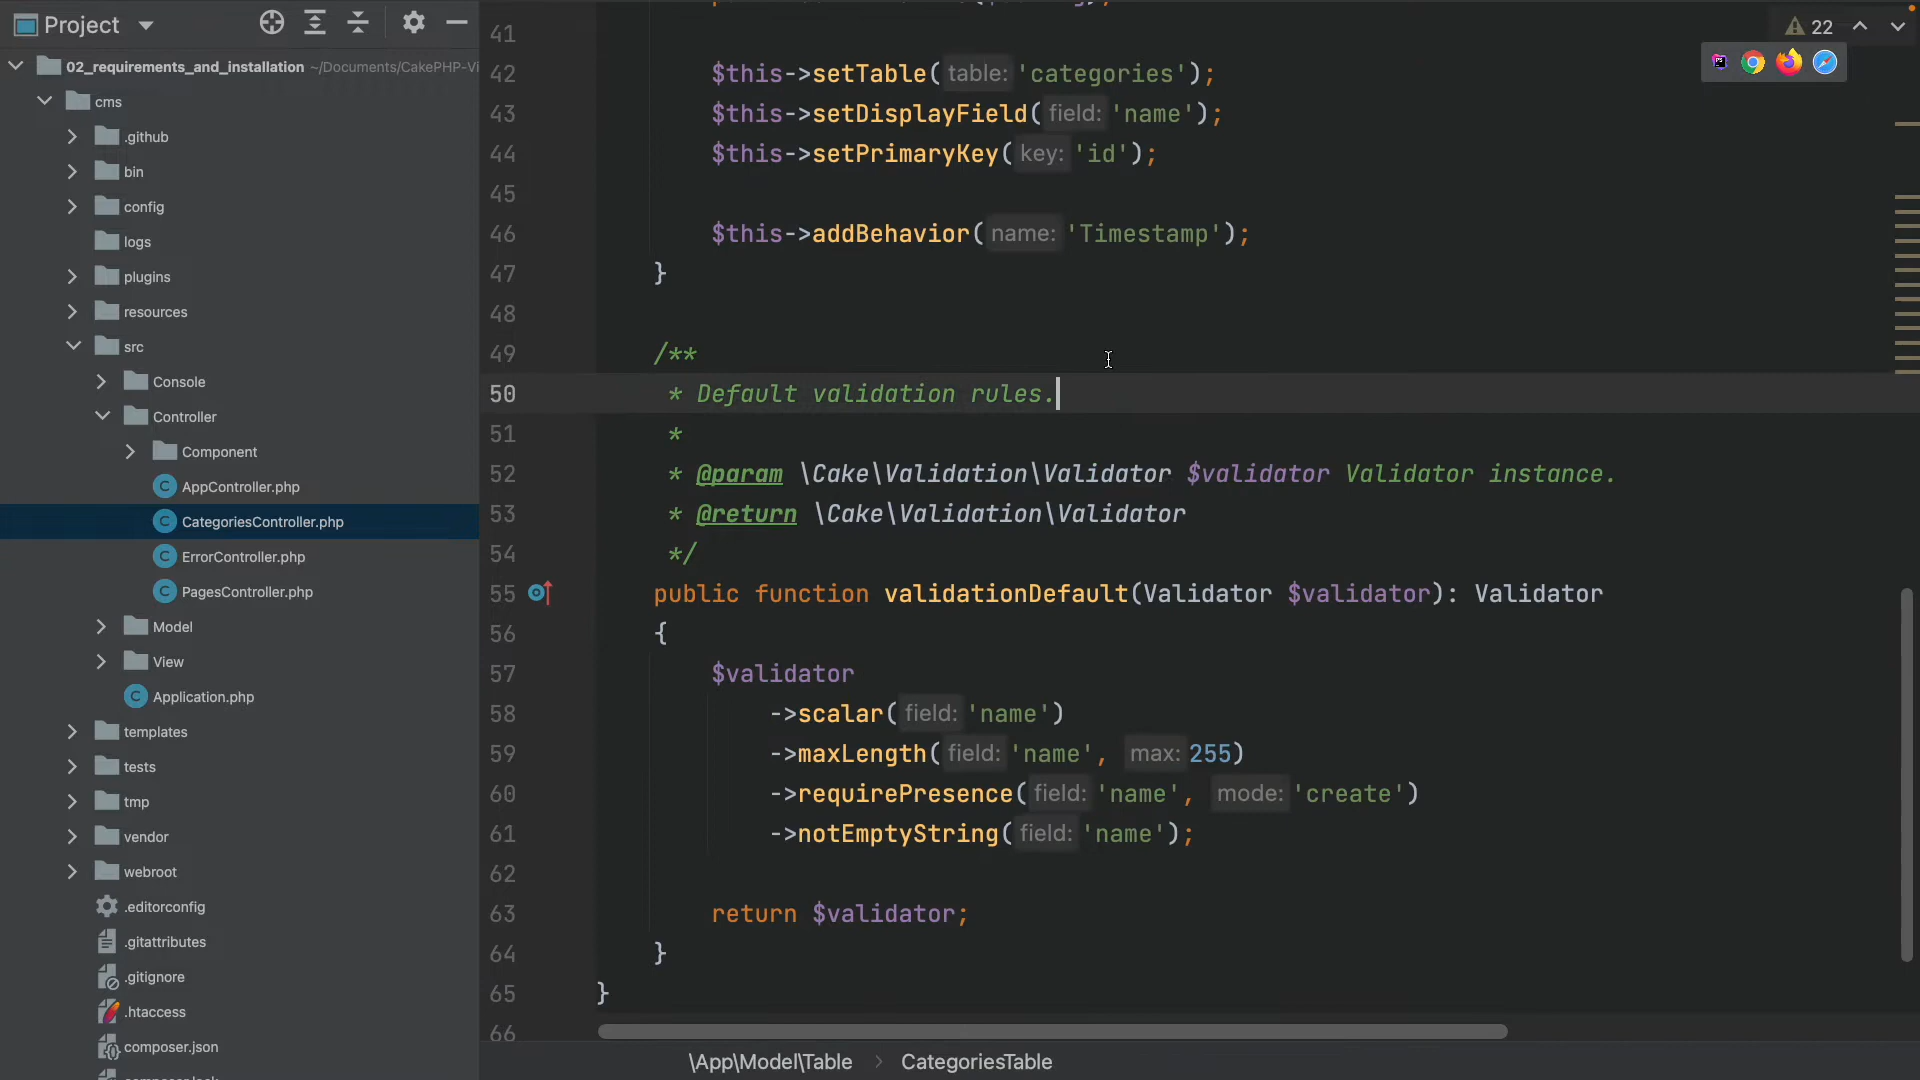 Project
02_requirements_and_installation ~/Documents/CakePHP-Vi
cms
.github
bin
config
logs
plugins
resources
src
Console
Controller
Component
AppController.php
CategoriesController.php
ErrorController.php
PagesController.php
Model
View
Application.php
templates
tests
tmp
vendor
webroot
.editorconfig
.gitattributes
.gitignore
.htaccess
composer.json
22
41
42 $this->setTable( table: 'categories');
43 $this->setDisplayField( field: 'name');
44 $this->setPrimaryKey( key: 'id');
45
46 $this->addBehavior( name: 'Timestamp');
47 }
48
49 /**
50 * Default validation rules.
51 *
52 * @param \Cake\Validation\Validator $validator Validator instance.
53 * @return \Cake\Validation\Validator
54 */
55 public function validationDefault(Validator $validator): Validator
56 {
57 $validator
58 ->scalar( field: 'name')
59 ->maxLength( field: 'name', max: 255)
60 ->requirePresence( field: 'name', mode: 'create')
61 ->notEmptyString( field: 'name');
62
63 return $validator;
64 }
65 }
66
\App\Model\Table > CategoriesTable